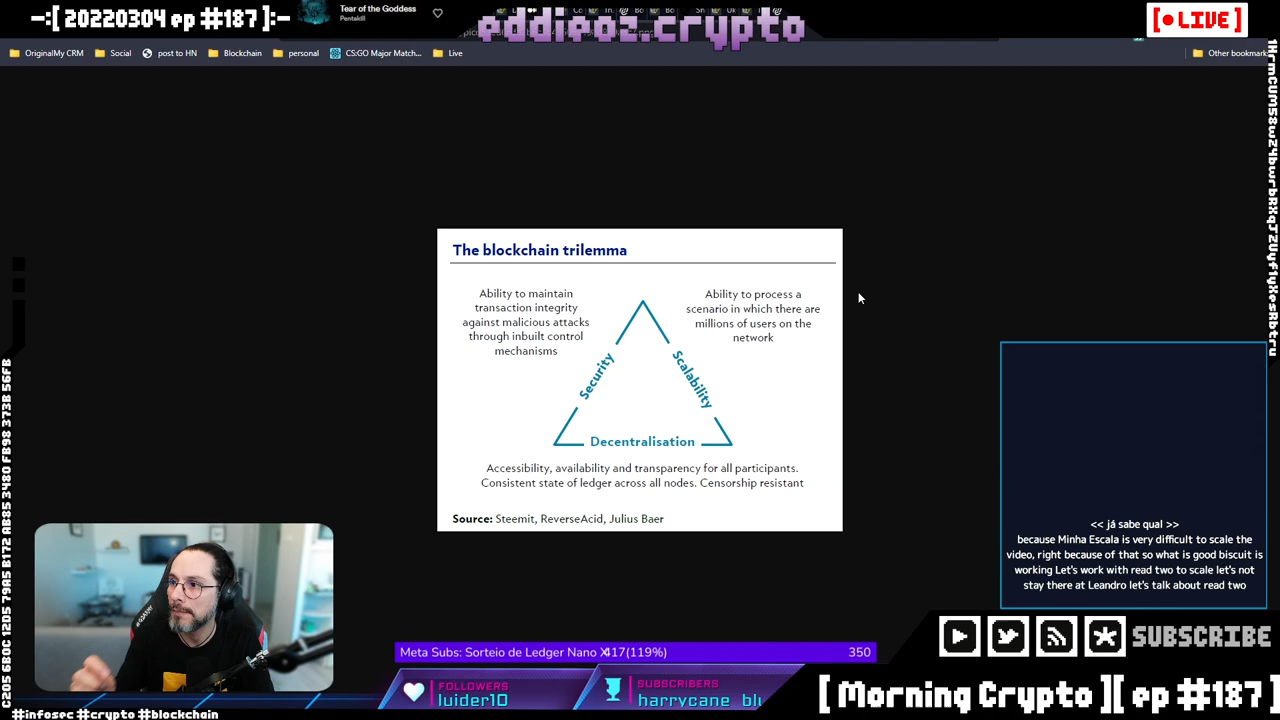 -:[ 20220304 ep #187 ]:-
Tear of the Goddess
Pentakill
eddieoz.crypto
[ LIVE ]
OriginalMy CRM
Social
post to HN
Blockchain
personal
CS:GO Major Match...
Live
Other bookmark
The blockchain trilemma
Ability to maintain
transaction integrity
against malicious attacks
through inbuilt control
mechanisms
Ability to process a
scenario in which there are
millions of users on the
network
Security
Scalability
Decentralisation
Accessibility, availability and transparency for all participants.
Consistent state of ledger across all nodes. Censorship resistant
Source: Steemit, ReverseAcid, Julius Baer
<< já sabe qual >>
because Minha Escala is very difficult to scale the
video, right because of that so what is good biscuit is
working Let's work with read two to scale let's not
stay there at Leandro let's talk about read two
SUBSCRIBE
Meta Subs: Sorteio de Ledger Nano X
417(119%)
350
FOLLOWERS
luider10
SUBSCRIBERS
harrycane_blu
[ Morning Crypto ][ ep #187 ]
#infosec #crypto #blockchain